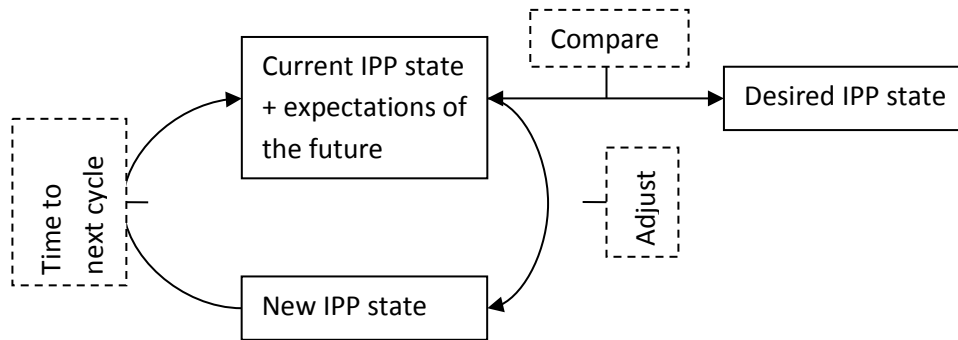 Compare
Current IPP state
+ expectations of
the future
Desired IPP state
Time to
next cycle
Adjust
New IPP state